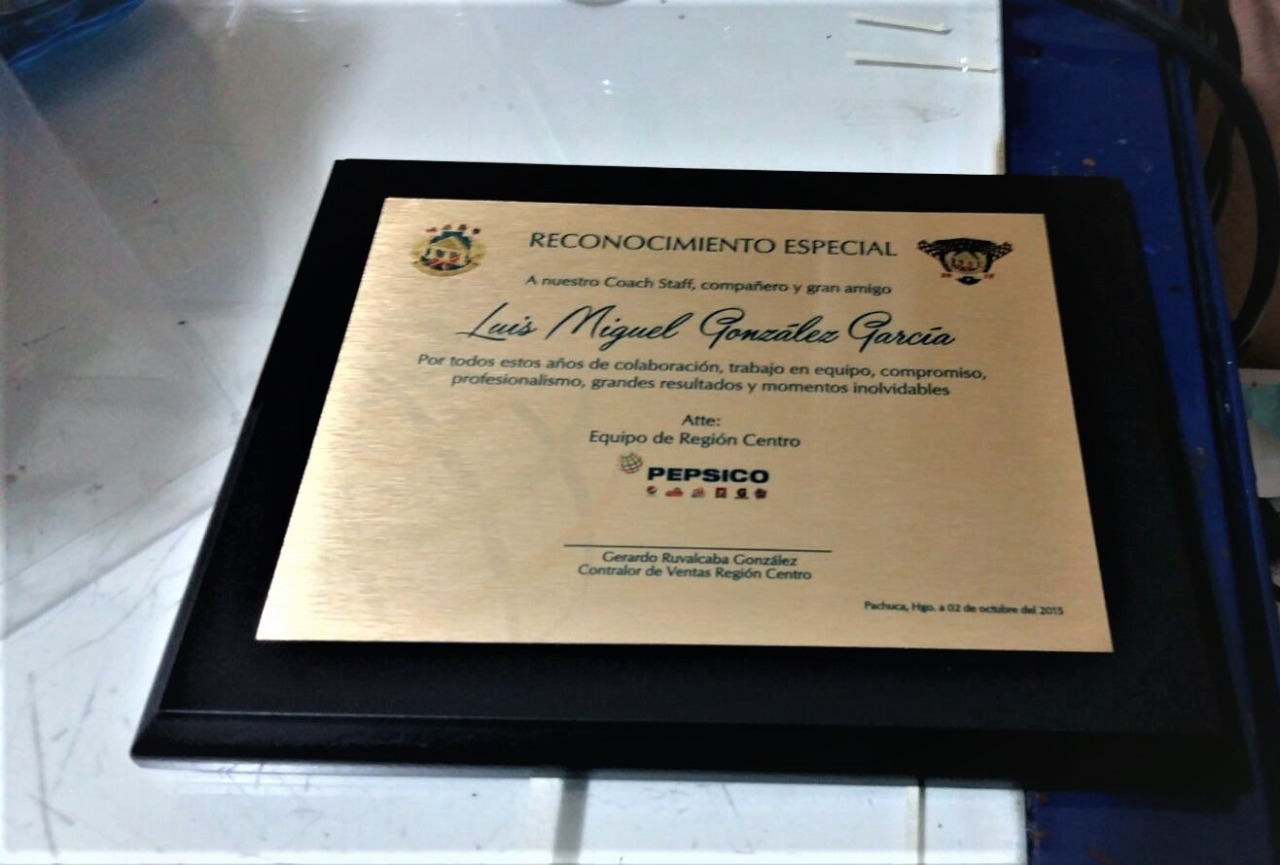 RECONOCIMIENTO ESPECIAL
A nuestro Coach Staff, compañero y gran amigo
Luis Miguel González García
Por todos estos años de colaboración, trabajo en equipo, compromiso,
profesionalismo, grandes resultados y momentos inolvidables
Atte:
Equipo de Región Centro
PEPSICO
Gerardo Ruvalcaba González
Contralor de Ventas Región Centro
Pachuca, Hgo. a 02 de octubre del 2015